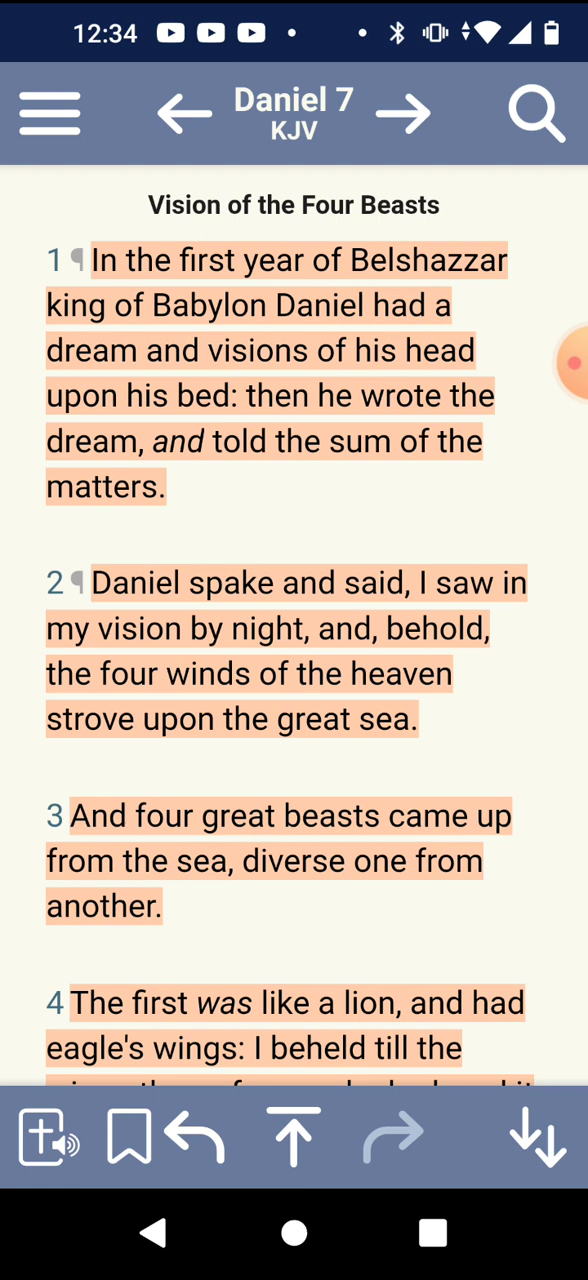 12:34
Daniel 7
KJV
Vision of the Four Beasts
1 ¶ In the first year of Belshazzar
king of Babylon Daniel had a
dream and visions of his head
upon his bed: then he wrote the
dream, and told the sum of the
matters.
2 ¶ Daniel spake and said, I saw in
my vision by night, and, behold,
the four winds of the heaven
strove upon the great sea.
3 And four great beasts came up
from the sea, diverse one from
another.
4 The first was like a lion, and had
eagle's wings: I beheld till the